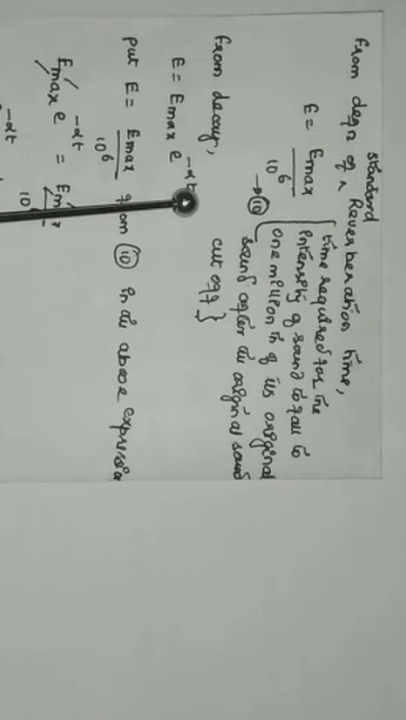 from defn of standard Reverberation time,
E = Emax / 10^6 → (10) { time required for the
intensity of sound to fall to
one millionth of its original
sound after the original sound
cut off }
from decay,
E = Emax e^-αt
put E = Emax / 10^6 from (10) in the above expression
Emax e^-αt = Emax / 10^6
-αt